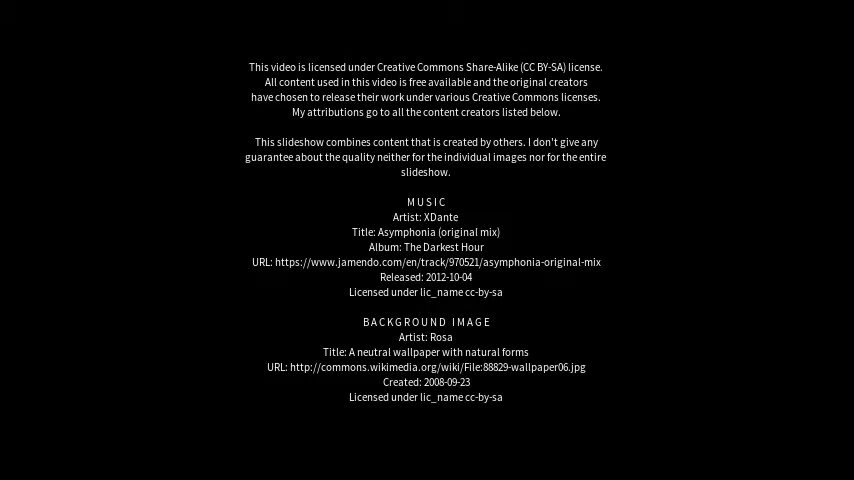 This video is licensed under Creative Commons Share-Alike (CC BY-SA) license.
All content used in this video is free available and the original creators
have chosen to release their work under various Creative Commons licenses.
My attributions go to all the content creators listed below.
This slideshow combines content that is created by others. I don't give any
guarantee about the quality neither for the individual images nor for the entire
slideshow.
MUSIC
Artist: XDante
Title: Asymphonia (original mix)
Album: The Darkest Hour
URL: https://www.jamendo.com/en/track/970521/asymphonia-original-mix
Released: 2012-10-04
Licensed under lic_name cc-by-sa
BACKGROUND IMAGE
Artist: Rosa
Title: A neutral wallpaper with natural forms
URL: http://commons.wikimedia.org/wiki/File:88829-wallpaper06.jpg
Created: 2008-09-23
Licensed under lic_name cc-by-sa